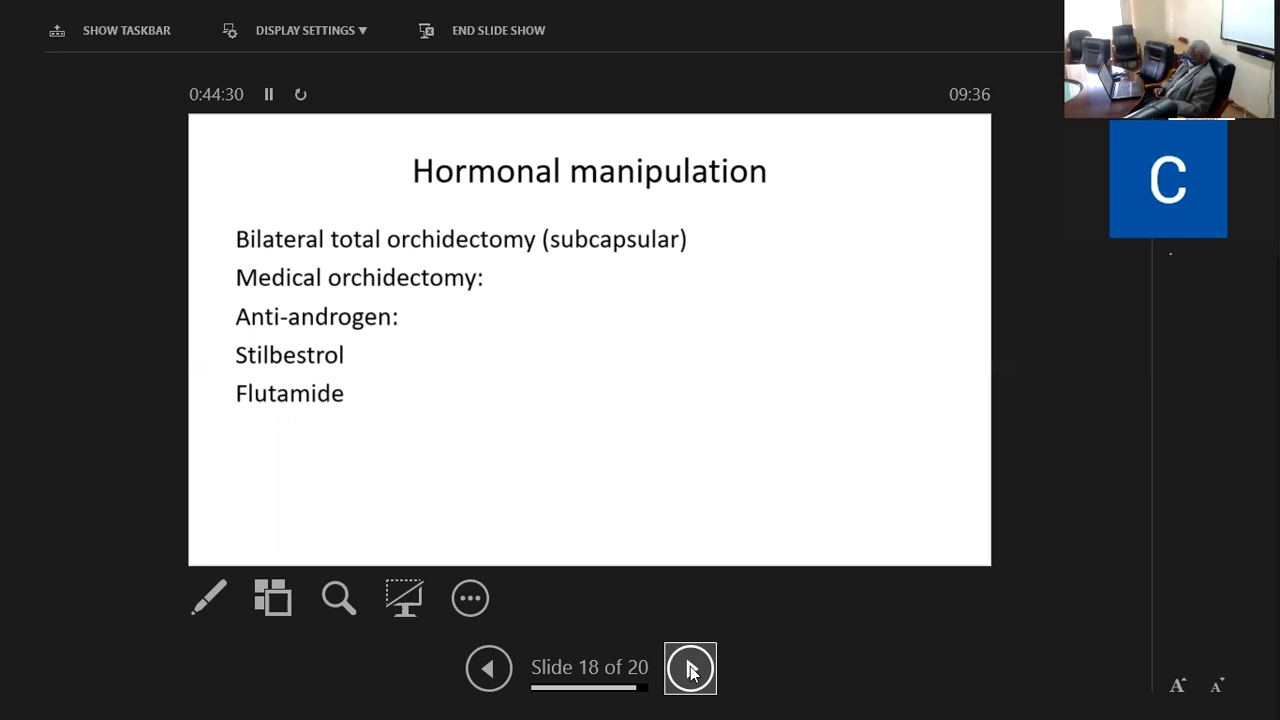 SHOW TASKBAR DISPLAY SETTINGS ▼ END SLIDE SHOW
0:44:30 09:36
C
Hormonal manipulation
Bilateral total orchidectomy (subcapsular)
Medical orchidectomy:
Anti-androgen:
Stilbestrol
Flutamide
Slide 18 of 20
A A